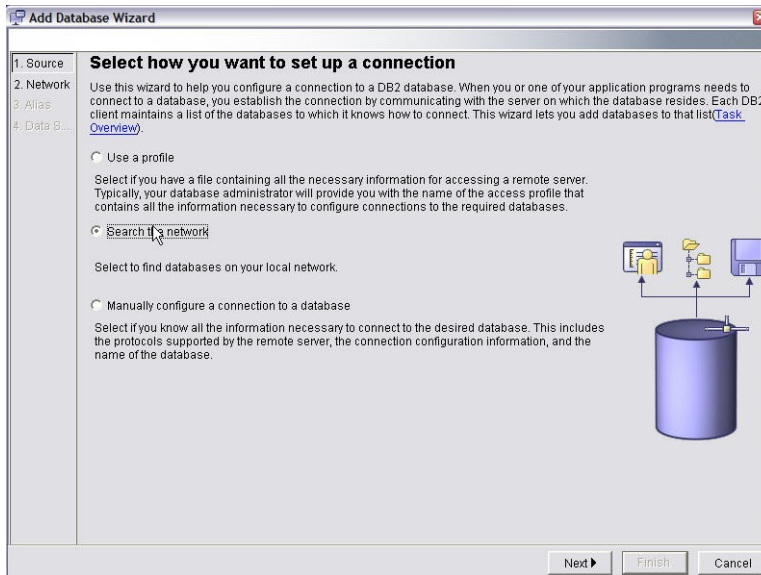 Add Database Wizard
1. Source
2. Network
3. Alias
4. Data S...
Select how you want to set up a connection
Use this wizard to help you configure a connection to a DB2 database. When you or one of your application programs needs to
connect to a database, you establish the connection by communicating with the server on which the database resides. Each DB2
client maintains a list of the databases to which it knows how to connect. This wizard lets you add databases to that list(Task
Overview).
Use a profile
Select if you have a file containing all the necessary information for accessing a remote server.
Typically, your database administrator will provide you with the name of the access profile that
contains all the information necessary to configure connections to the required databases.
Search the network
Select to find databases on your local network.
Manually configure a connection to a database
Select if you know all the information necessary to connect to the desired database. This includes
the protocols supported by the remote server, the connection configuration information, and the
name of the database.
Next
Finish
Cancel